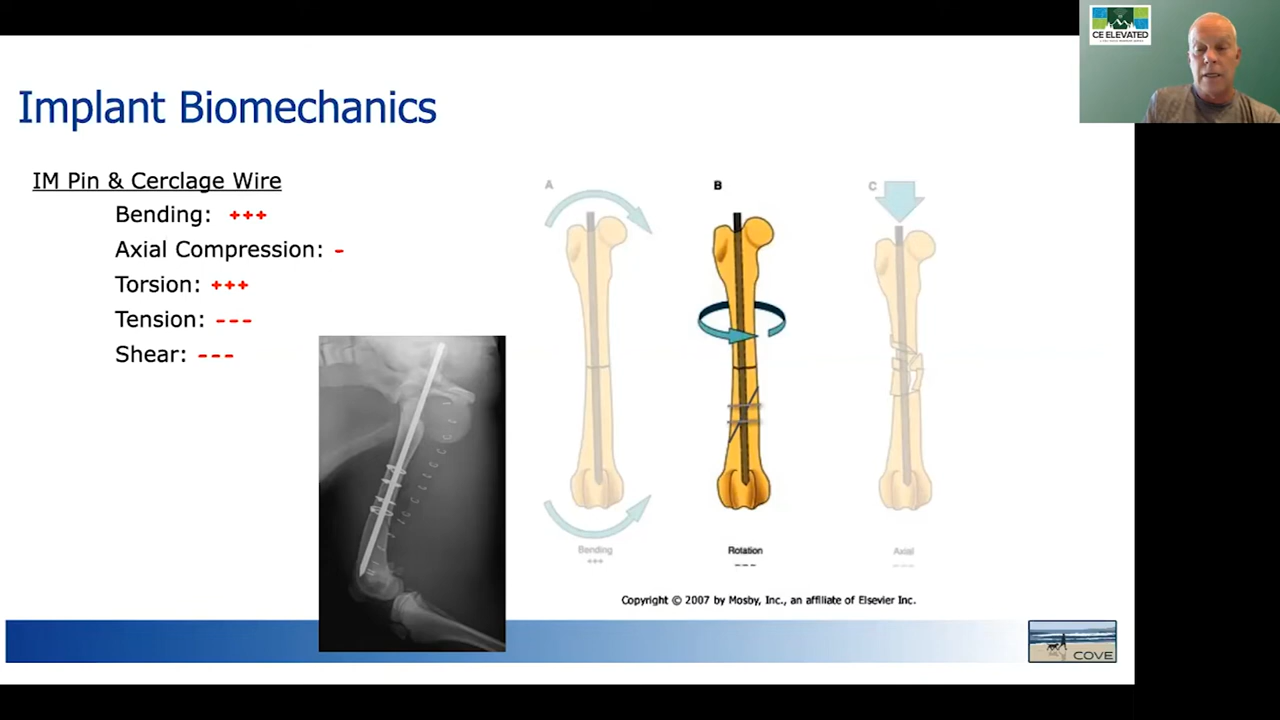 CE ELEVATED
Implant Biomechanics
IM Pin & Cerclage Wire
Bending: +++
Axial Compression: -
Torsion: +++
Tension: ---
Shear: ---
A
B
C
Bending
+++
Rotation
---
Axial
---
Copyright © 2007 by Mosby, Inc., an affiliate of Elsevier Inc.
COVE